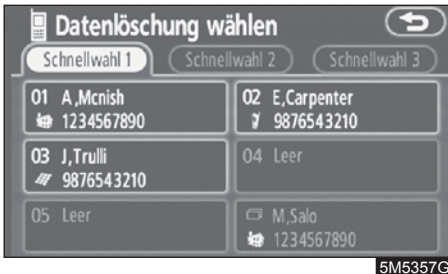 Datenlöschung wählen
Schnellwahl 1 Schnellwahl 2 Schnellwahl 3
01 A,Mcnish
1234567890
02 E,Carpenter
9876543210
03 J,Trulli
9876543210
04 Leer
05 Leer
M,Salo
1234567890
5M5357G